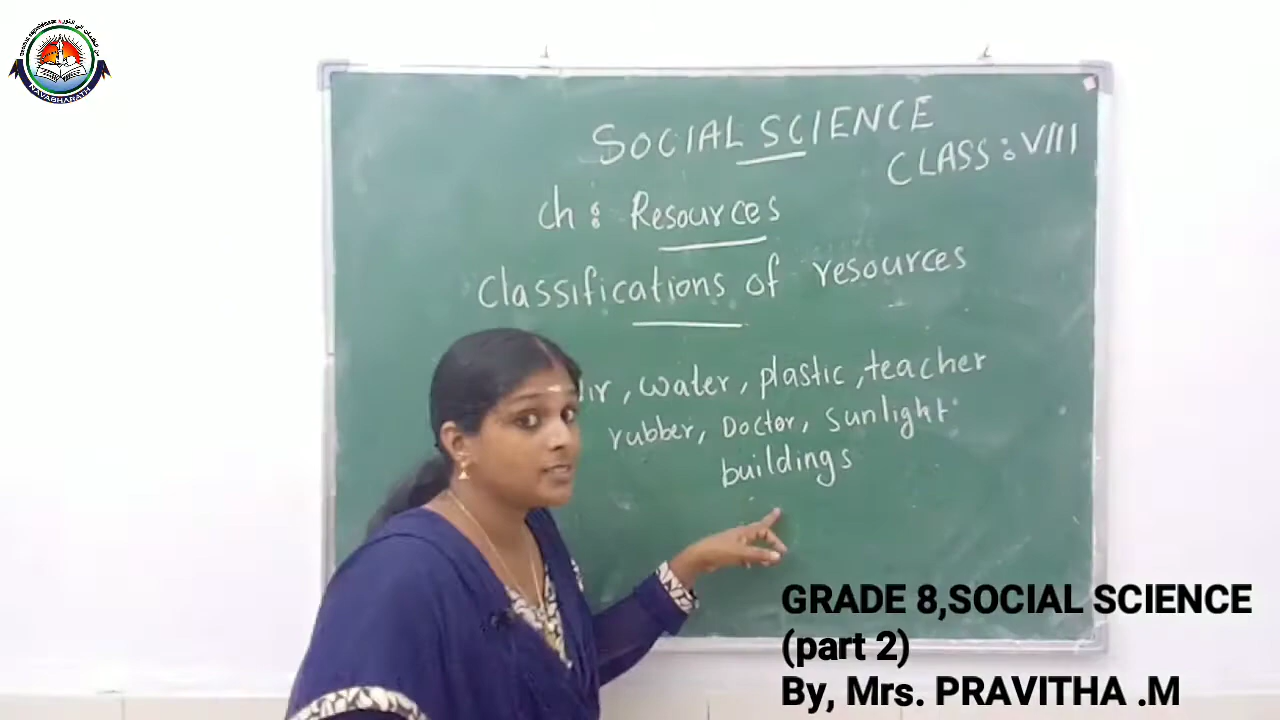 NAVABHARATH
SOCIAL SCIENCE
CLASS : VIII
ch : Resources
Classifications of resources
, water, plastic, teacher
rubber, Doctor, sunlight
buildings
GRADE 8,SOCIAL SCIENCE
(part 2)
By, Mrs. PRAVITHA .M